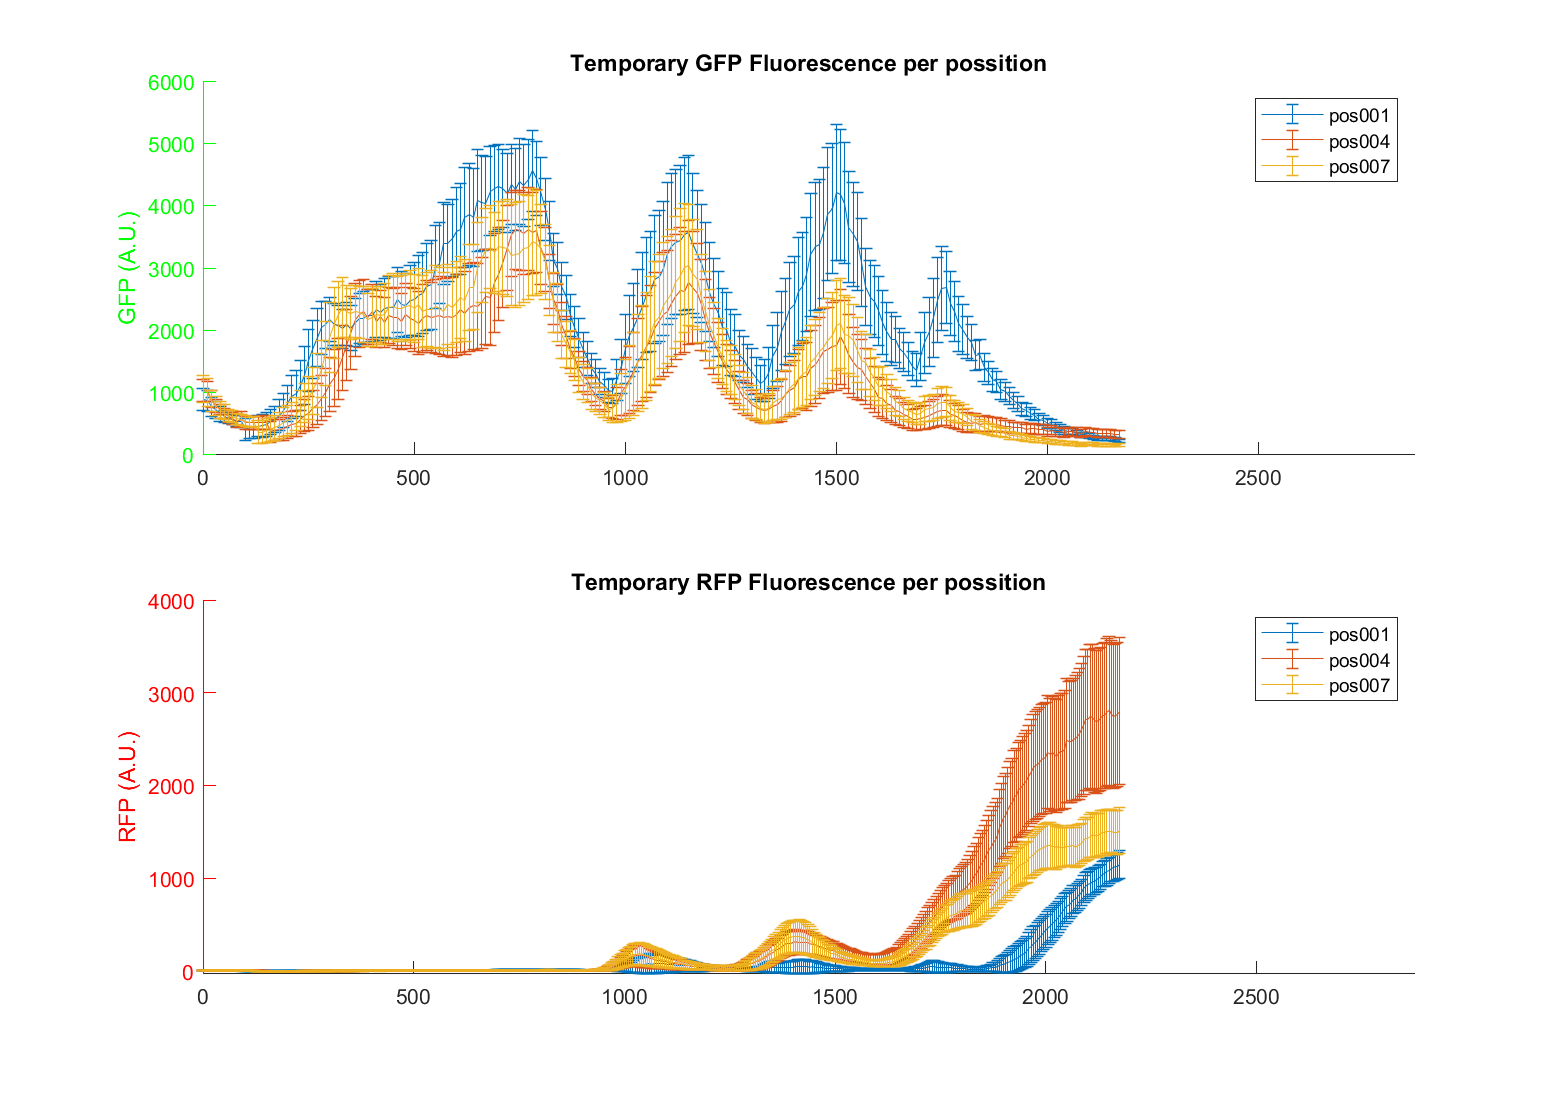 Temporary GFP Fluorescence per possition
6000
5000
4000
3000
2000
1000
0
GFP (A.U.)
0 500 1000 1500 2000 2500
pos001
pos004
pos007
Temporary RFP Fluorescence per possition
4000
3000
2000
1000
0
RFP (A.U.)
0 500 1000 1500 2000 2500
pos001
pos004
pos007